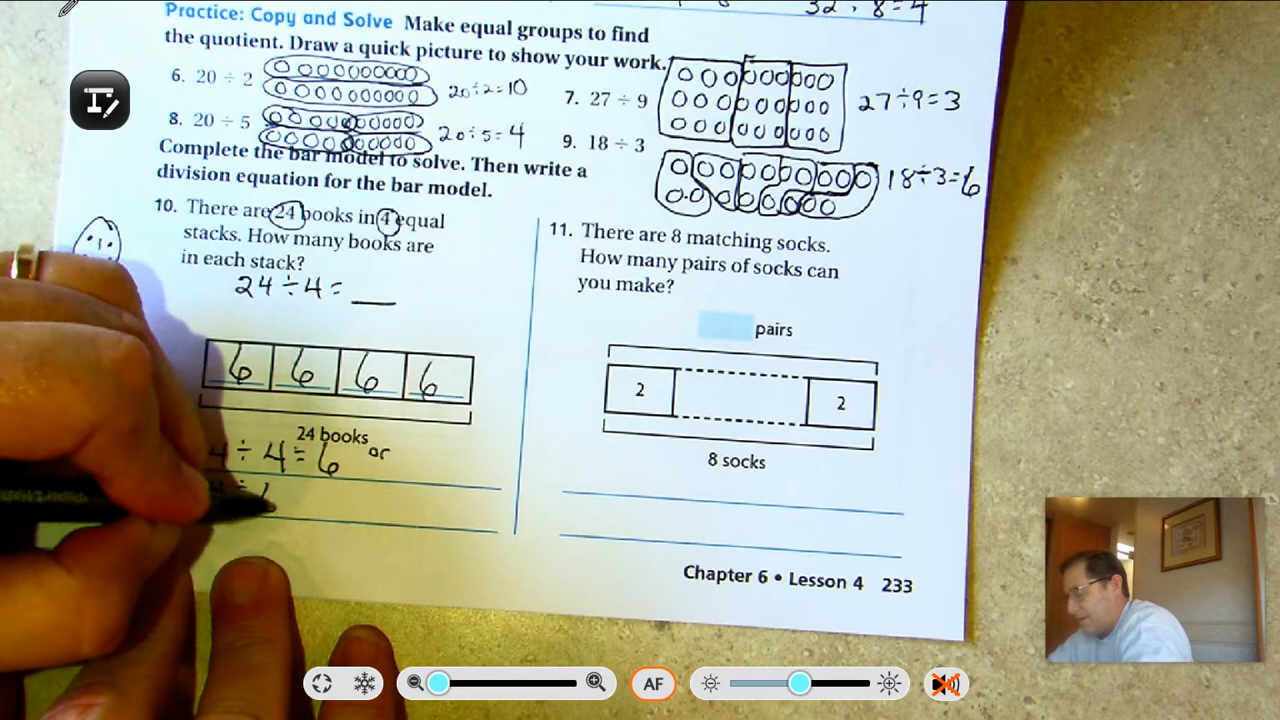 32 ÷ 8 = 4
Practice: Copy and Solve Make equal groups to find
the quotient. Draw a quick picture to show your work.
6. 20 ÷ 2
20 ÷ 2 = 10
7. 27 ÷ 9
27 ÷ 9 = 3
8. 20 ÷ 5
20 ÷ 5 = 4
9. 18 ÷ 3
18 ÷ 3 = 6
Complete the bar model to solve. Then write a
division equation for the bar model.
10. There are 24 books in 4 equal
stacks. How many books are
in each stack?
24 ÷ 4 = __
6 6 6 6
24 books
4 ÷ 4 = 6 or
11. There are 8 matching socks.
How many pairs of socks can
you make?
pairs
2 2
8 socks
Chapter 6 • Lesson 4 233
AF